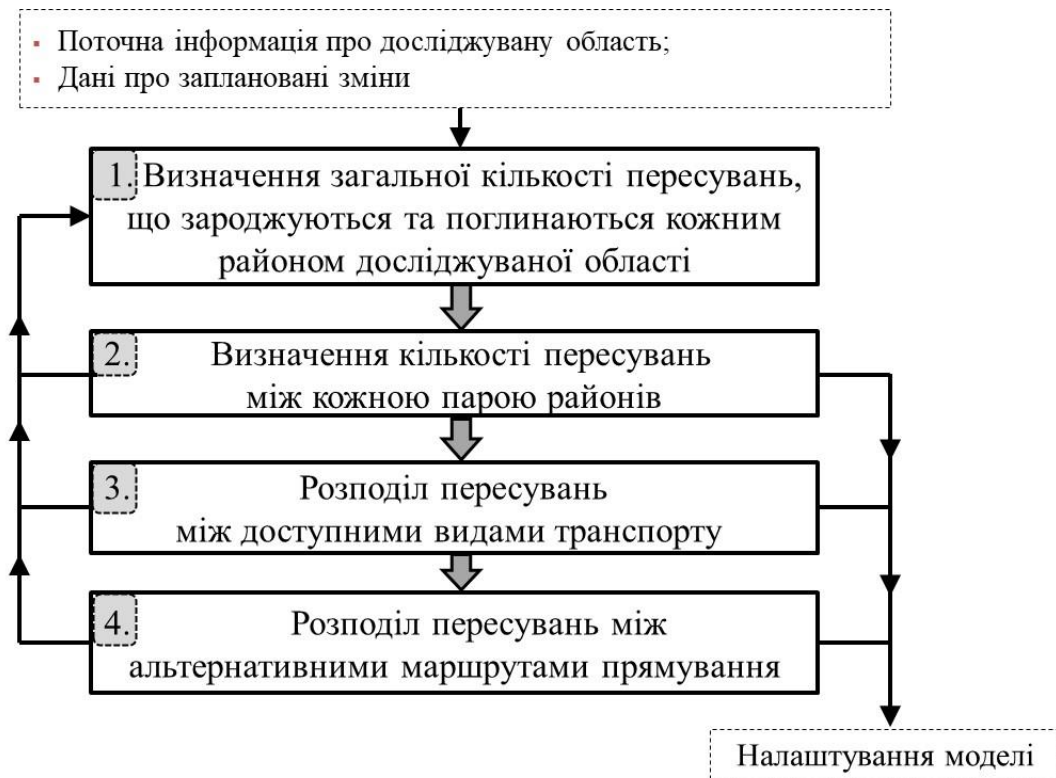 ▪ Поточна інформація про досліджувану область;
▪ Дані про заплановані зміни
1. Визначення загальної кількості пересувань,
що зароджуються та поглинаються кожним
районом досліджуваної області
2. Визначення кількості пересувань
між кожною парою районів
3. Розподіл пересувань
між доступними видами транспорту
4. Розподіл пересувань між
альтернативними маршрутами прямування
Налаштування моделі